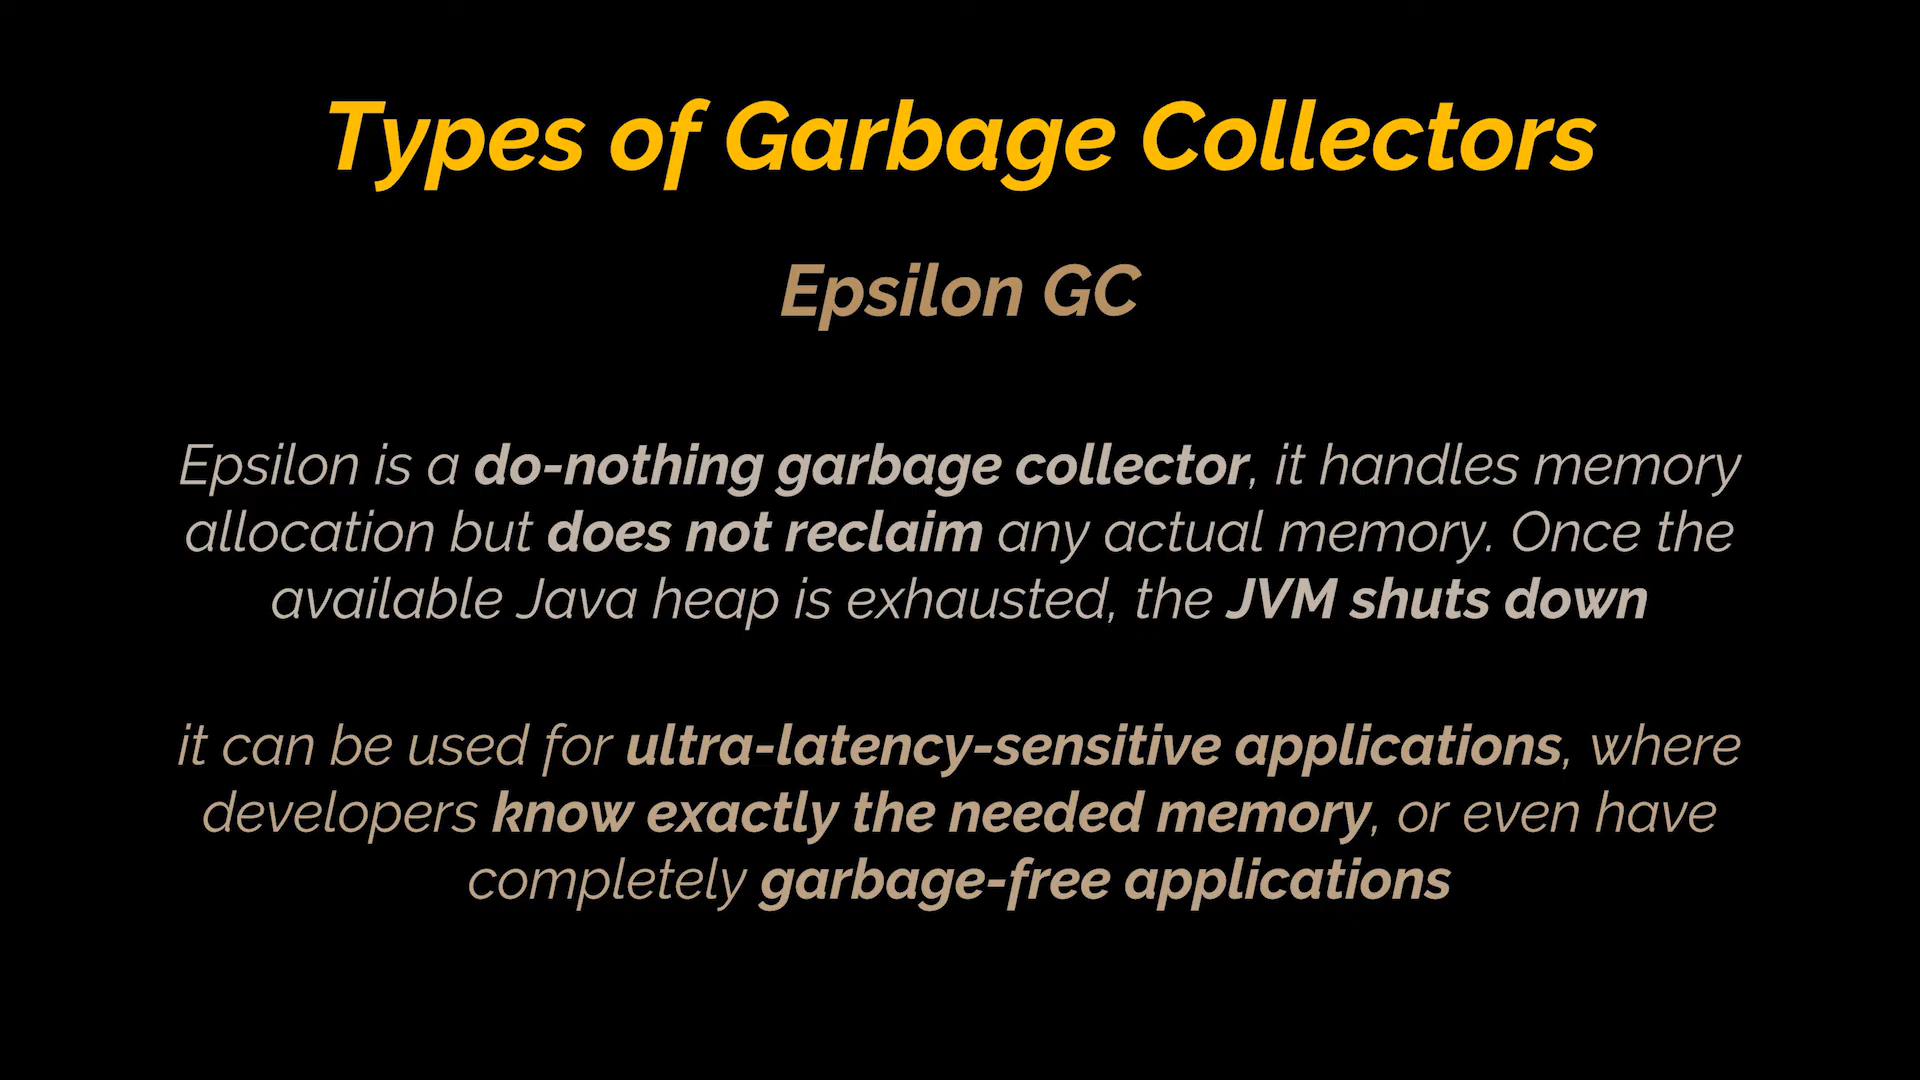 Types of Garbage Collectors
Epsilon GC
Epsilon is a do-nothing garbage collector, it handles memory
allocation but does not reclaim any actual memory. Once the
available Java heap is exhausted, the JVM shuts down
it can be used for ultra-latency-sensitive applications, where
developers know exactly the needed memory, or even have
completely garbage-free applications